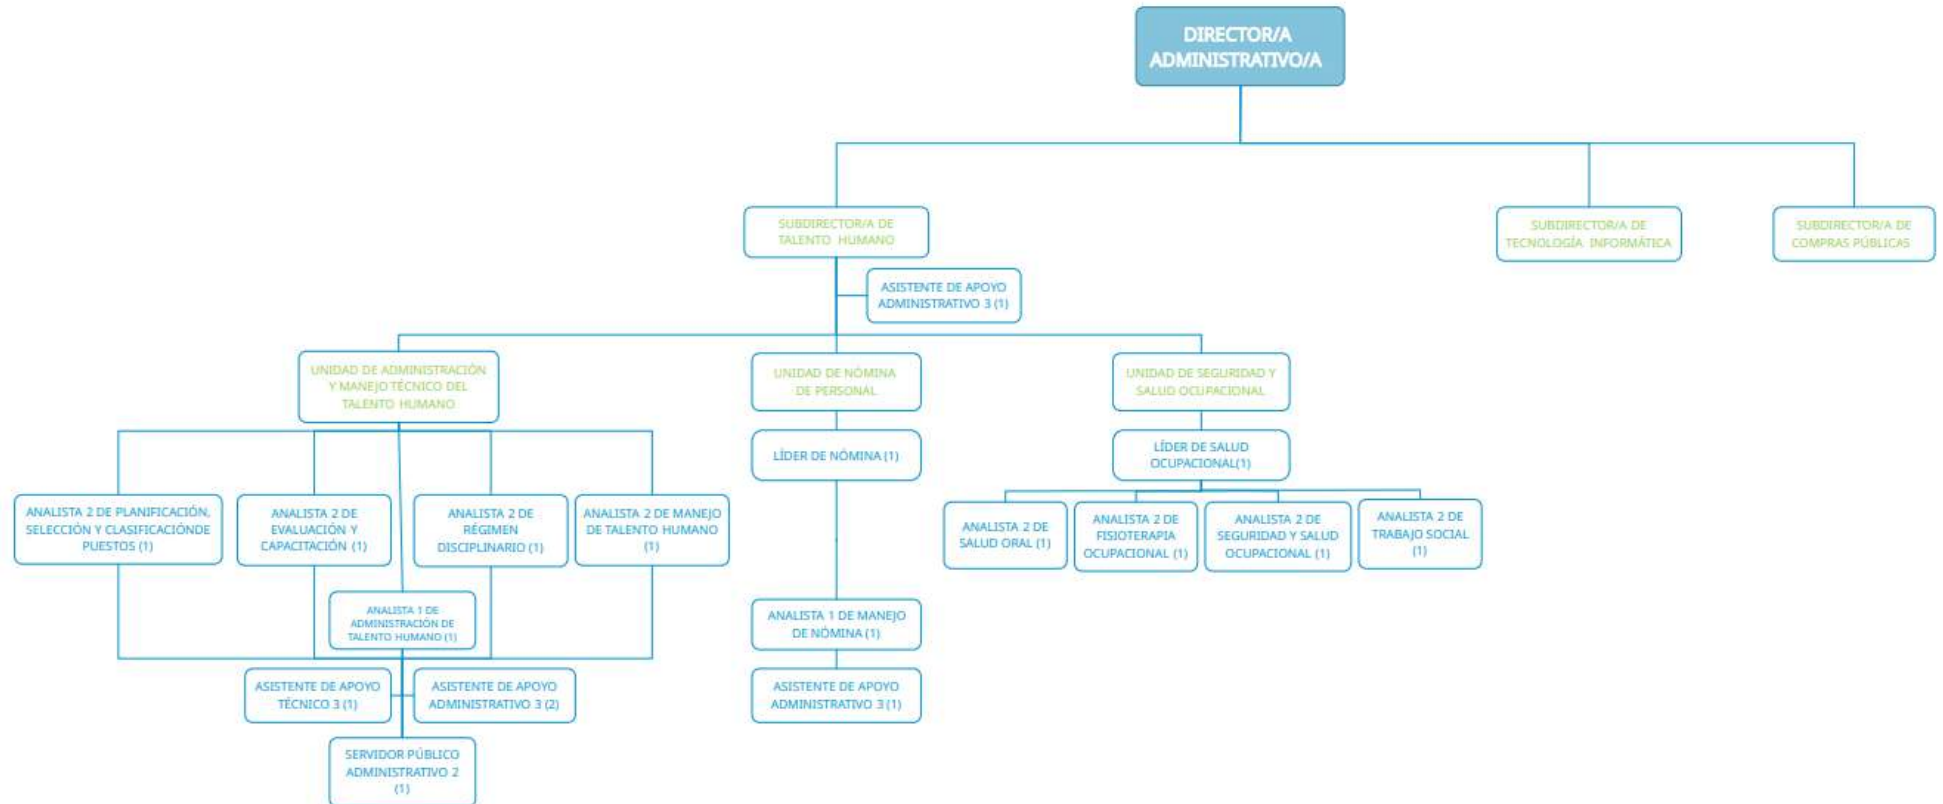 DIRECTOR/A
ADMINISTRATIVO/A
SUBDIRECTOR/A DE
TALENTO HUMANO
SUBDIRECTOR/A DE
TECNOLOGÍA INFORMÁTICA
SUBDIRECTOR/A DE
COMPRAS PÚBLICAS
ASISTENTE DE APOYO
ADMINISTRATIVO 3 (1)
UNIDAD DE ADMINISTRACIÓN
Y MANEJO TÉCNICO DEL
TALENTO HUMANO
UNIDAD DE NÓMINA
DE PERSONAL
UNIDAD DE SEGURIDAD Y
SALUD OCUPACIONAL
LÍDER DE NÓMINA (1)
LÍDER DE SALUD
OCUPACIONAL(1)
ANALISTA 2 DE PLANIFICACIÓN,
SELECCIÓN Y CLASIFICACIÓNDE
PUESTOS (1)
ANALISTA 2 DE
EVALUACIÓN Y
CAPACITACIÓN (1)
ANALISTA 2 DE
RÉGIMEN
DISCIPLINARIO (1)
ANALISTA 2 DE MANEJO
DE TALENTO HUMANO
(1)
ANALISTA 2 DE
SALUD ORAL (1)
ANALISTA 2 DE
FISIOTERAPIA
OCUPACIONAL (1)
ANALISTA 2 DE
SEGURIDAD Y SALUD
OCUPACIONAL (1)
ANALISTA 2 DE
TRABAJO SOCIAL
(1)
ANALISTA 1 DE
ADMINISTRACIÓN DE
TALENTO HUMANO (1)
ANALISTA 1 DE MANEJO
DE NÓMINA (1)
ASISTENTE DE APOYO
TÉCNICO 3 (1)
ASISTENTE DE APOYO
ADMINISTRATIVO 3 (2)
ASISTENTE DE APOYO
ADMINISTRATIVO 3 (1)
SERVIDOR PÚBLICO
ADMINISTRATIVO 2
(1)